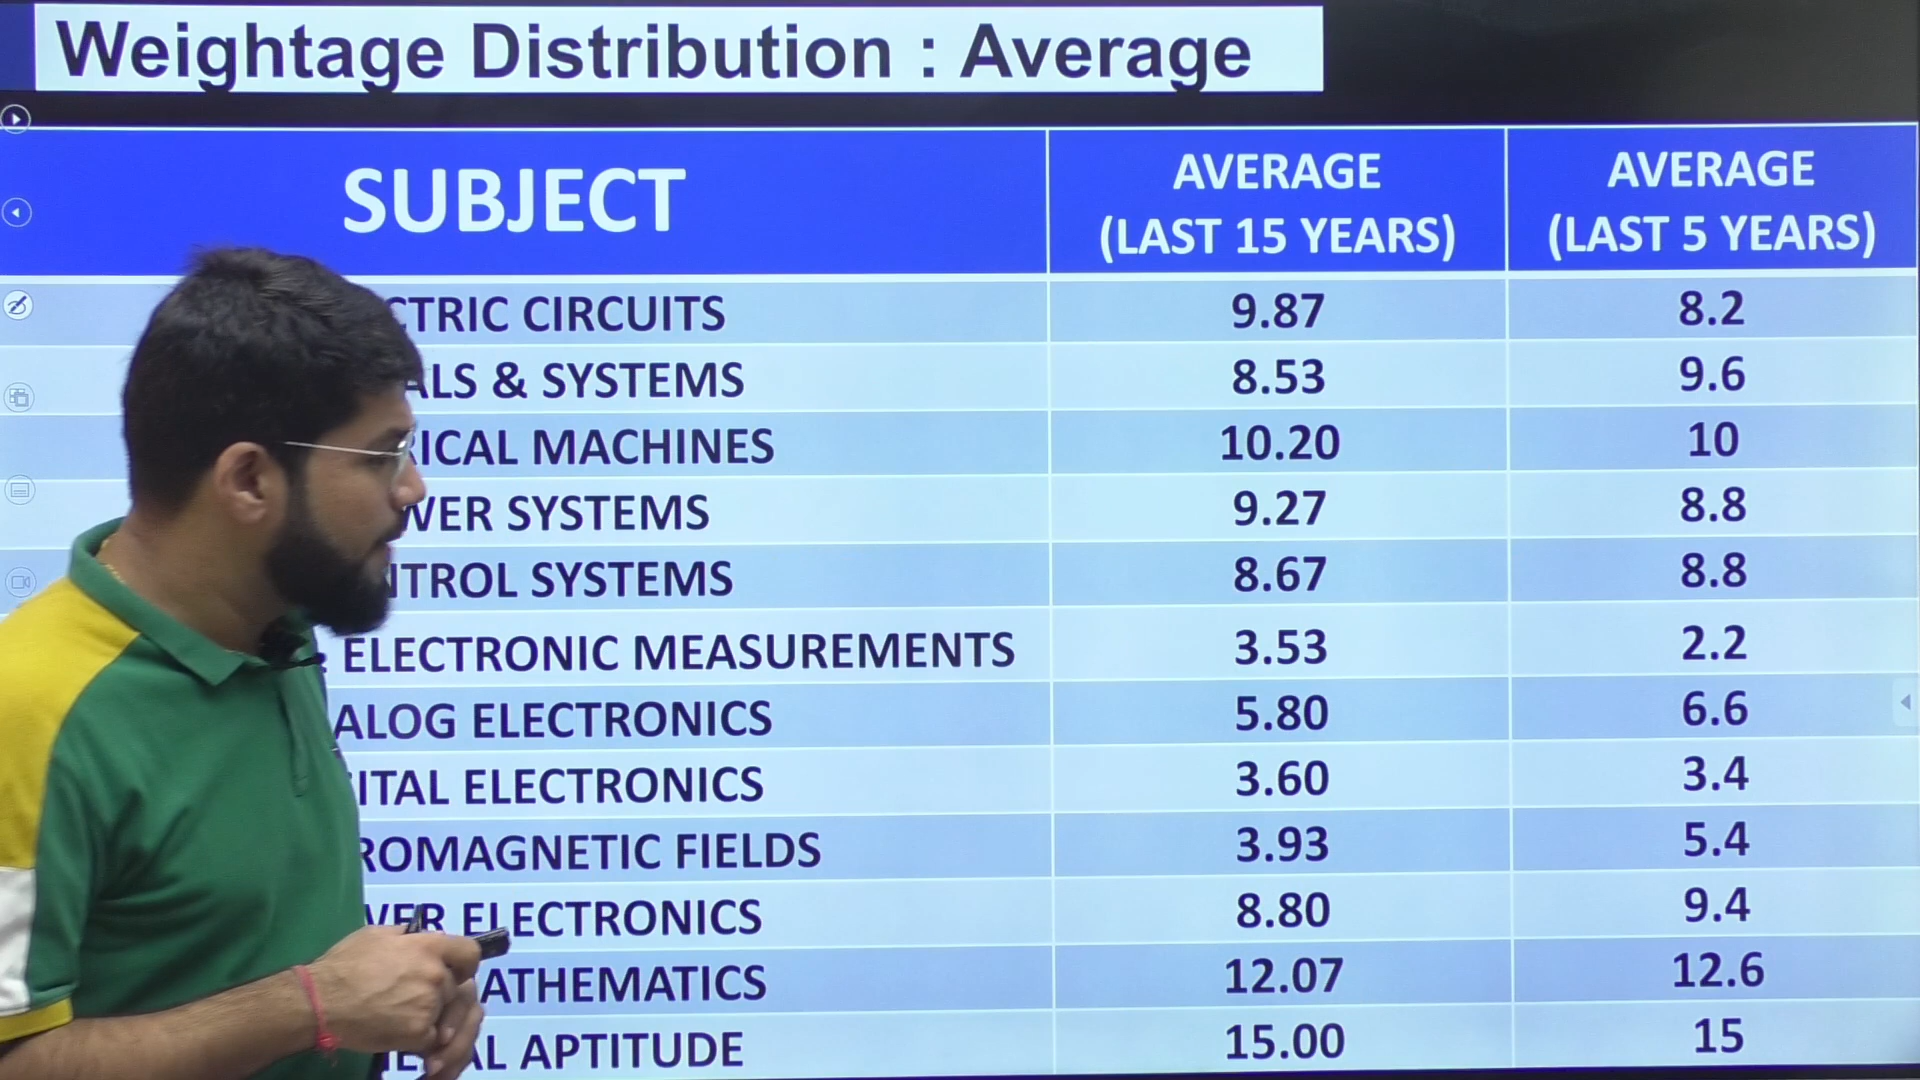 Weightage Distribution : Average
SUBJECT
AVERAGE (LAST 15 YEARS)
AVERAGE (LAST 5 YEARS)
CTRIC CIRCUITS 9.87 8.2
ALS & SYSTEMS 8.53 9.6
RICAL MACHINES 10.20 10
WER SYSTEMS 9.27 8.8
NTROL SYSTEMS 8.67 8.8
ELECTRONIC MEASUREMENTS 3.53 2.2
ALOG ELECTRONICS 5.80 6.6
ITAL ELECTRONICS 3.60 3.4
ROMAGNETIC FIELDS 3.93 5.4
WER ELECTRONICS 8.80 9.4
ATHEMATICS 12.07 12.6
AL APTITUDE 15.00 15